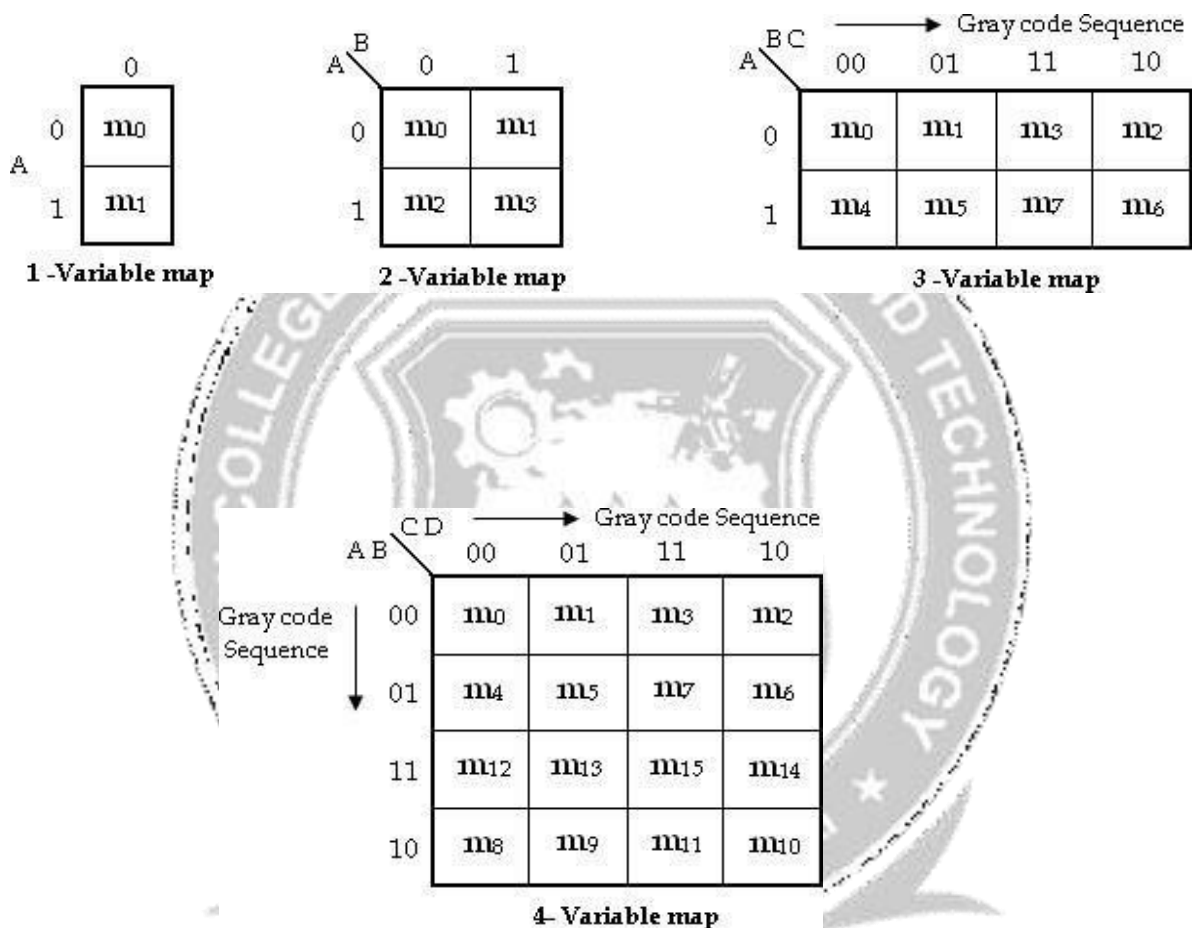 → Gray code Sequence
0
A B 0 1
A BC 00 01 11 10
A
0 m0
1 m1
0 m0 m1
1 m2 m3
0 m0 m1 m3 m2
1 m4 m5 m7 m6
1 -Variable map
2 -Variable map
3 -Variable map
COLLEGE
ND TECHNOLOGY ★
→ Gray code Sequence
A B C D 00 01 11 10
Gray code
Sequence
00 m0 m1 m3 m2
01 m4 m5 m7 m6
11 m12 m13 m15 m14
10 m8 m9 m11 m10
4- Variable map